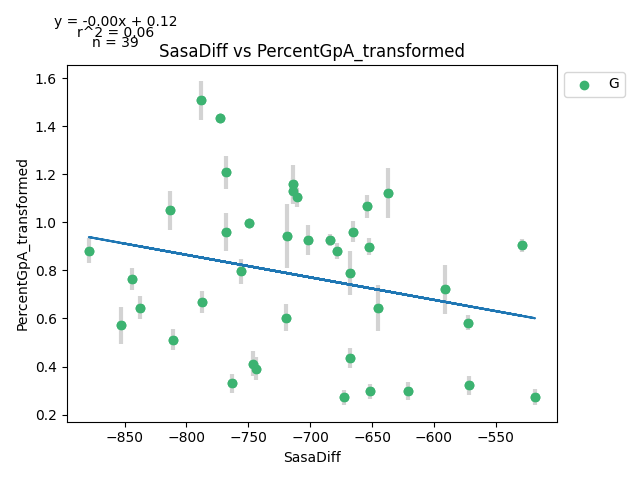 y = -0.00x + 0.12
r^2 = 0.06
n = 39
SasaDiff vs PercentGpA_transformed
G
PercentGpA_transformed
1.6
1.4
1.2
1.0
0.8
0.6
0.4
0.2
−850 −800 −750 −700 −650 −600 −550
SasaDiff